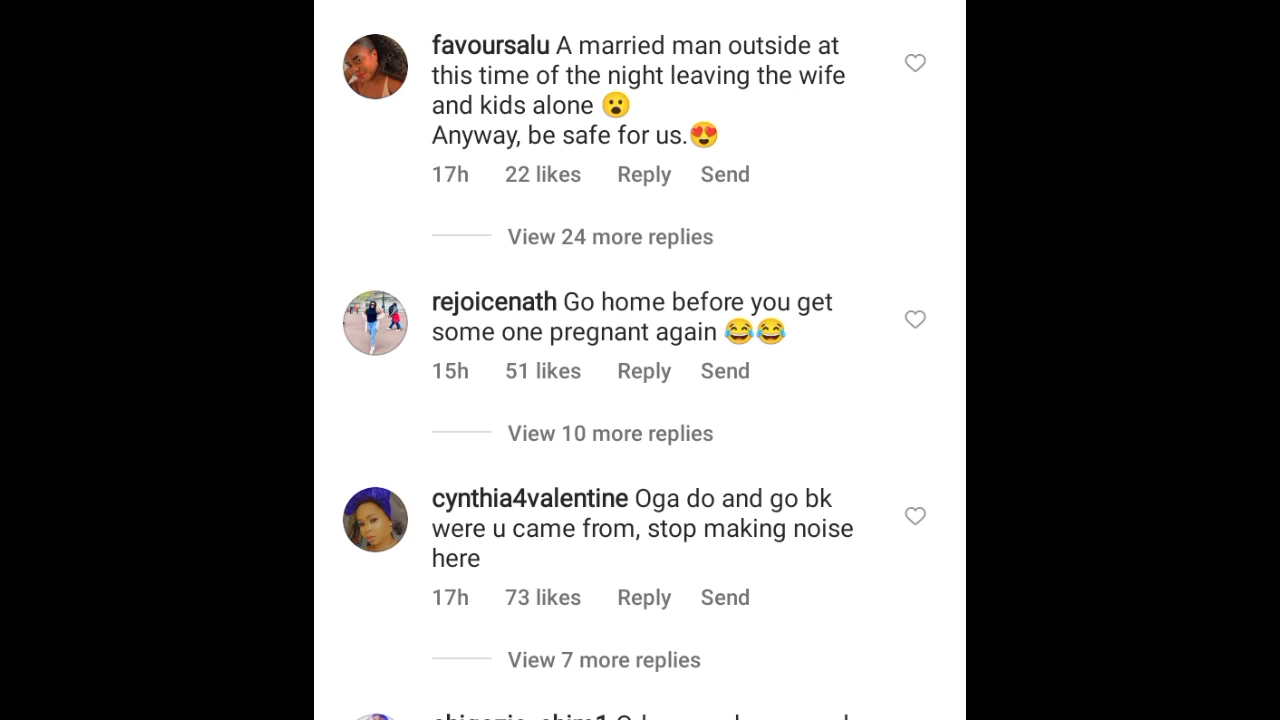 favoursalu A married man outside at
this time of the night leaving the wife
and kids alone 😮
Anyway, be safe for us.😍
17h 22 likes Reply Send
View 24 more replies
rejoicenath Go home before you get
some one pregnant again 😂😂
15h 51 likes Reply Send
View 10 more replies
cynthia4valentine Oga do and go bk
were u came from, stop making noise
here
17h 73 likes Reply Send
View 7 more replies